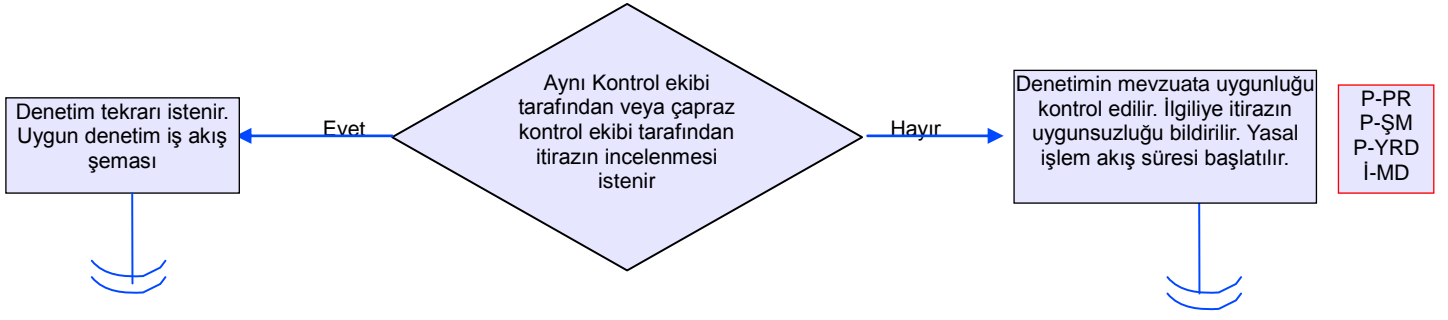 Denetim tekrarı istenir.
Uygun denetim iş akış
şeması
Evet
Aynı Kontrol ekibi
tarafından veya çapraz
kontrol ekibi tarafından
itirazın incelenmesi
istenir
Hayır
Denetimin mevzuata uygunluğu
kontrol edilir. İlgiliye itirazın
uygunsuzluğu bildirilir. Yasal
işlem akış süresi başlatılır.
P-PR
P-ŞM
P-YRD
İ-MD